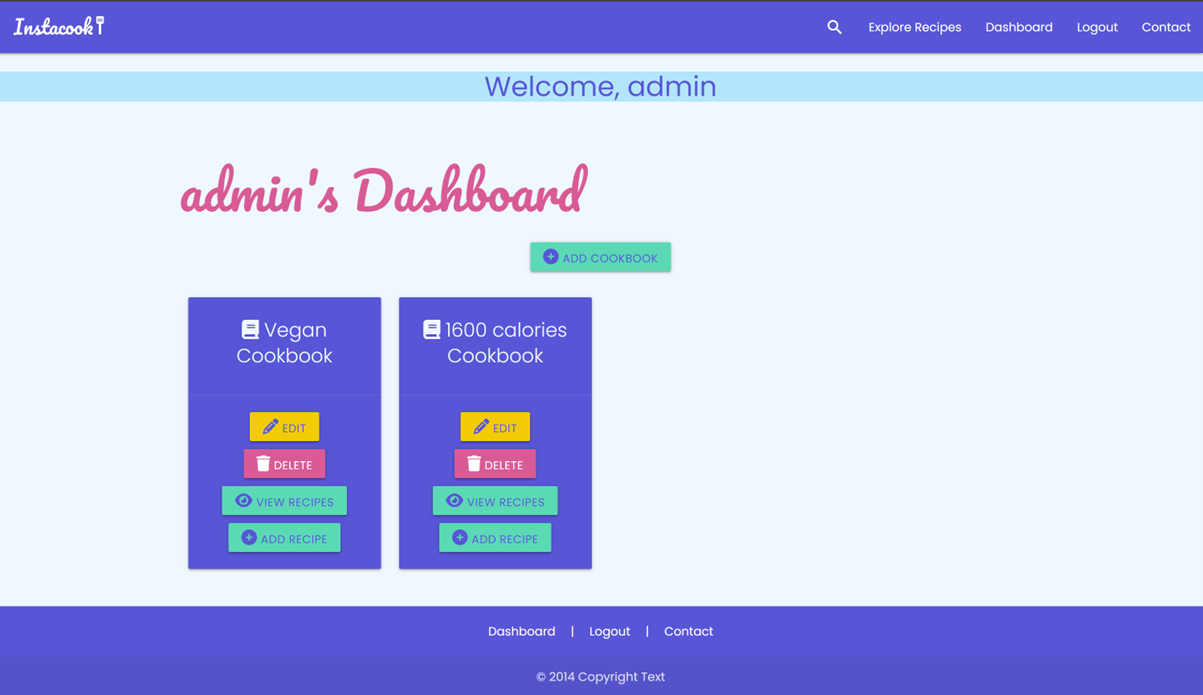 Instacook
Explore Recipes Dashboard Logout Contact
Welcome, admin
admin's Dashboard
ADD COOKBOOK
Vegan
Cookbook
EDIT
DELETE
VIEW RECIPES
ADD RECIPE
1600 calories
Cookbook
EDIT
DELETE
VIEW RECIPES
ADD RECIPE
Dashboard | Logout | Contact
© 2014 Copyright Text